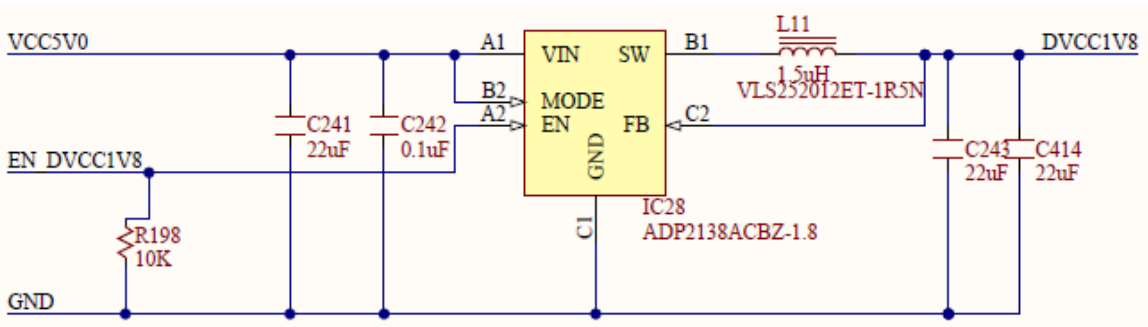 L11
VCC5V0
A1
VIN
SW
B1
DVCC1V8
1.5uH
VLS252012ET-1R5N
B2
MODE
A2
EN
FB
C2
C241
22uF
C242
0.1uF
GND
C243
22uF
C414
22uF
EN_DVCC1V8
C1
IC28
ADP2138ACBZ-1.8
R198
10K
GND